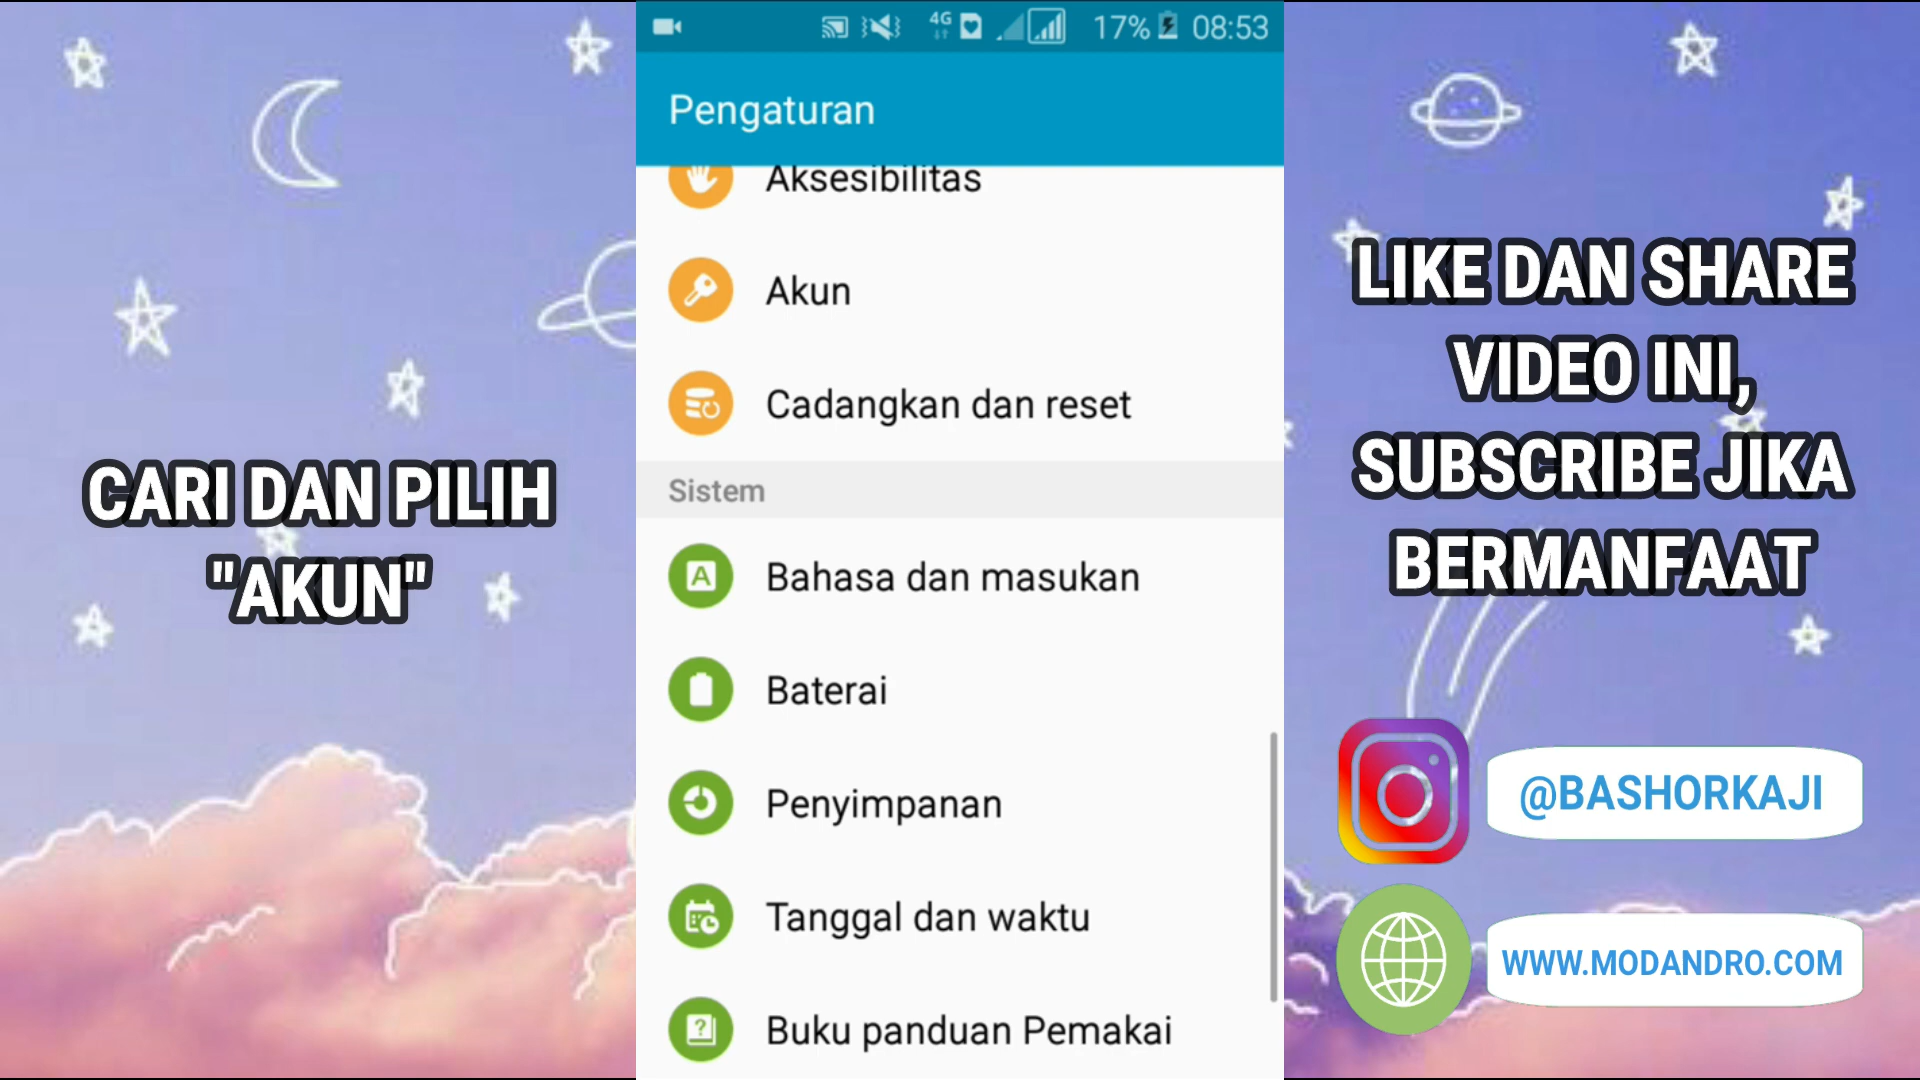 CARI DAN PILIH
"AKUN"
4G
17%
08:53
Pengaturan
Aksesibilitas
Akun
Cadangkan dan reset
Sistem
A
Bahasa dan masukan
Baterai
Penyimpanan
Tanggal dan waktu
?
Buku panduan Pemakai
LIKE DAN SHARE
VIDEO INI,
SUBSCRIBE JIKA
BERMANFAAT
@BASHORKAJI
WWW.MODANDRO.COM